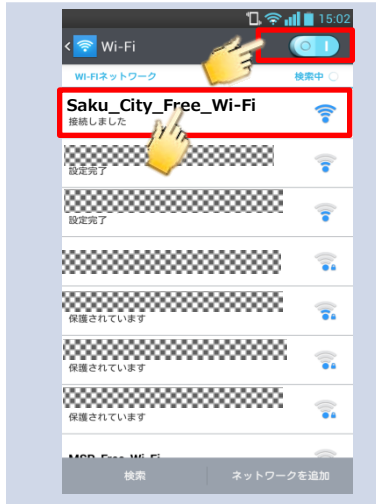 15:02
Wi-Fi
WI-FIネットワーク 検索中
Saku_City_Free_Wi-Fi
接続しました
設定完了
設定完了
保護されています
保護されています
保護されています
MSP_Free_Wi-Fi
検索 ネットワークを追加